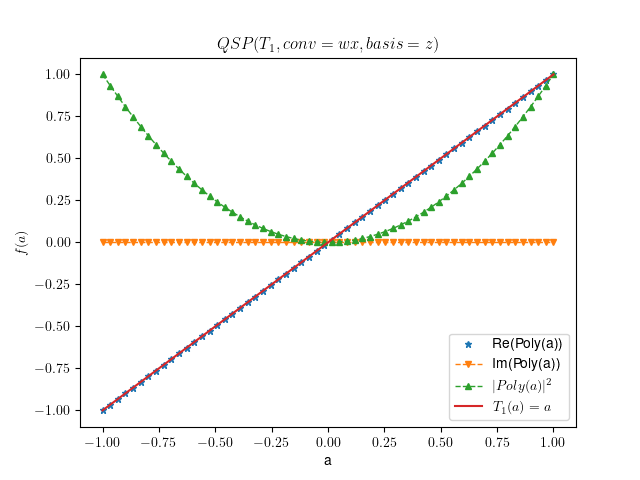 QSP(T₁, conv = wx, basis = z)
1.00
0.75
0.50
0.25
0.00
−0.25
−0.50
−0.75
−1.00
f(a)
−1.00 −0.75 −0.50 −0.25 0.00 0.25 0.50 0.75 1.00
a
Re(Poly(a))
Im(Poly(a))
|Poly(a)|²
T₁(a) = a